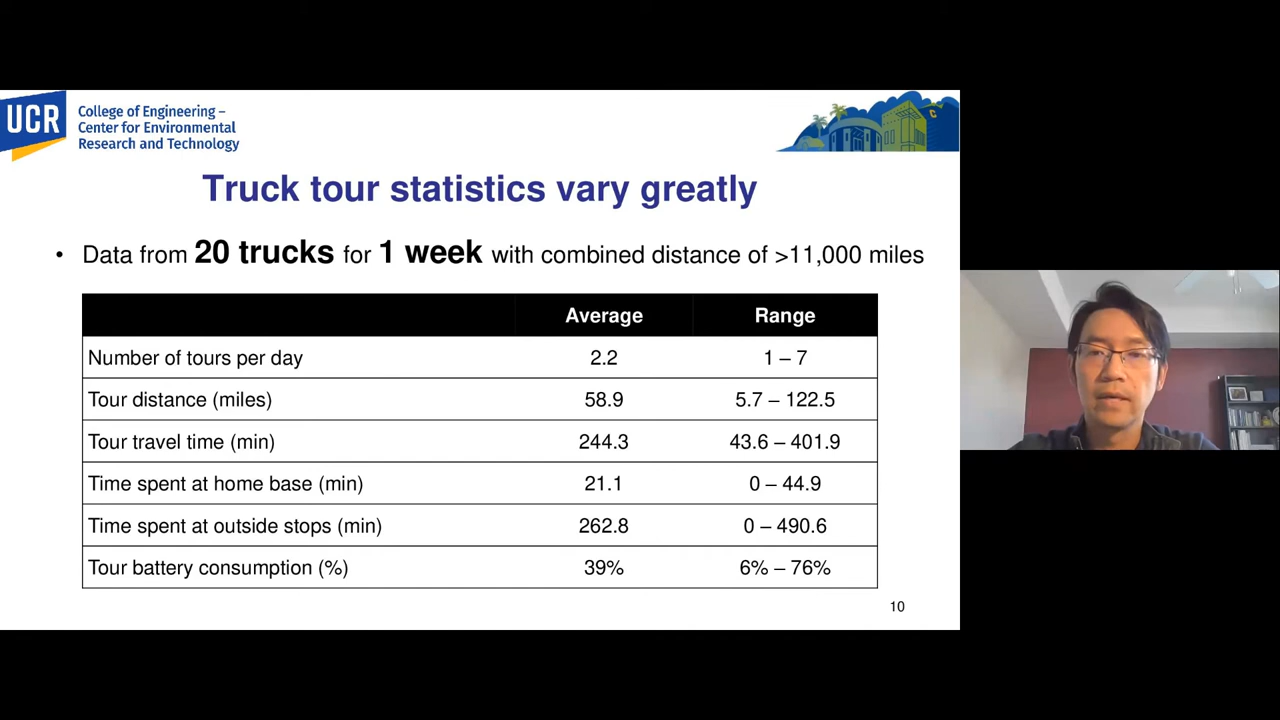 UCR
College of Engineering –
Center for Environmental
Research and Technology
C
Truck tour statistics vary greatly
• Data from 20 trucks for 1 week with combined distance of >11,000 miles
Average Range
Number of tours per day 2.2 1 – 7
Tour distance (miles) 58.9 5.7 – 122.5
Tour travel time (min) 244.3 43.6 – 401.9
Time spent at home base (min) 21.1 0 – 44.9
Time spent at outside stops (min) 262.8 0 – 490.6
Tour battery consumption (%) 39% 6% – 76%
10